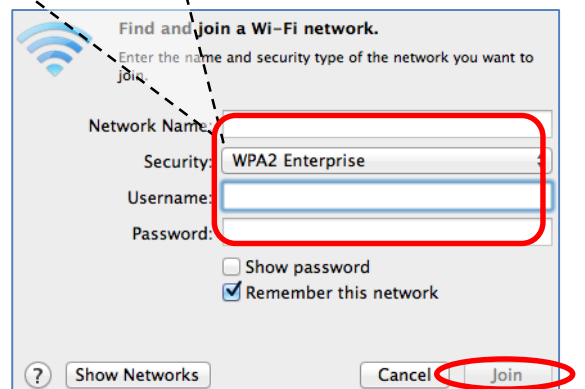 Find and join a Wi-Fi network.
Enter the name and security type of the network you want to
join.
Network Name:
Security: WPA2 Enterprise
Username:
Password:
Show password
Remember this network
? Show Networks Cancel Join